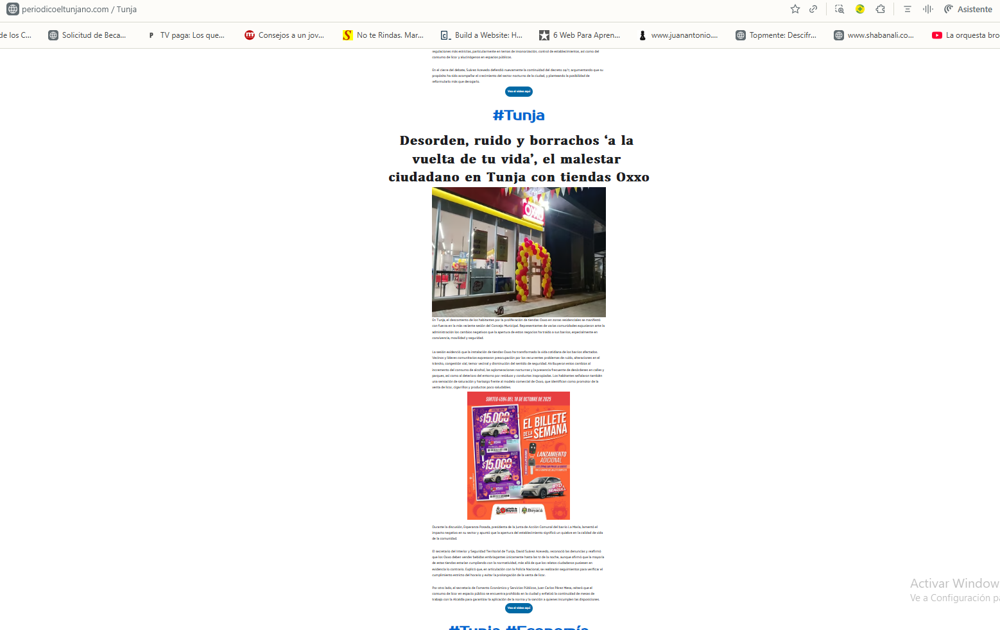 periodicoeltunjano.com / Tunja
Asistente
de los C...
Solicitud de Beca...
TV paga: Los que...
Consejos a un jov...
No te Rindas. Mar...
Build a Website: H...
6 Web Para Apren...
www.juanantonio....
Topmente: Descifr...
www.shabanali.co...
La orquesta bro
regulaciones más estrictas, particularmente en temas de insonorización, control de establecimientos, así como del
consumo de licor y alucinógenos en espacios públicos.
En el cierre del debate, Suárez Acevedo defendió nuevamente la continuidad del decreto 24/7, argumentando que su
propósito ha sido acompañar el crecimiento del sector nocturno de la ciudad, y planteando la posibilidad de
reformularlo más que derogarlo.
Vea el video aquí
#Tunja
Desorden, ruido y borrachos ‘a la
vuelta de tu vida’, el malestar
ciudadano en Tunja con tiendas Oxxo
OXXO
En Tunja, el descontento de los habitantes por la proliferación de tiendas Oxxo en zonas residenciales se manifestó
con fuerza en la más reciente sesión del Concejo Municipal. Representantes de varias comunidades expusieron ante la
administración los cambios negativos que la apertura de estos negocios ha traído a sus barrios, especialmente en
convivencia, movilidad y seguridad.
La sesión evidenció que la instalación de tiendas Oxxo ha transformado la vida cotidiana de los barrios afectados.
Vecinos y líderes comunitarios expresaron preocupación por los recurrentes problemas de ruido, alteraciones en el
tránsito, congestión vial, temor vecinal y disminución del sentido de seguridad. Atribuyeron estos cambios al
incremento del consumo de alcohol, las aglomeraciones nocturnas y la presencia frecuente de desórdenes en calles y
parques, así como al deterioro del entorno por residuos y conductas inapropiadas. Los habitantes señalaron también
una sensación de saturación y hartazgo frente al modelo comercial de Oxxo, que identifican como promotor de la
venta de licor, cigarrillos y productos poco saludables.
SORTEO 4594 DEL 18 DE OCTUBRE DE 2025
$15.000
$15.000
EL BILLETE
DE LA SEMANA
LANZAMIENTO
ADICIONAL
BYD
SEAGULL
Lotería de
Boyacá
Boyacá
Durante la discusión, Esperanza Posada, presidenta de la Junta de Acción Comunal del barrio La María, lamentó el
impacto negativo en su sector y apuntó que la apertura del establecimiento significó un quiebre en la calidad de vida
de la comunidad.
El secretario del Interior y Seguridad Territorial de Tunja, David Suárez Acevedo, reconoció las denuncias y reafirmó
que los Oxxo deben vender bebidas embriagantes únicamente hasta las 12 de la noche, aunque afirmó que la mayoría
de estas tiendas estarían cumpliendo con la normatividad, más allá de que los relatos ciudadanos pusiesen en
evidencia lo contrario. Explicó que, en articulación con la Policía Nacional, se realizarán seguimientos para verificar el
cumplimiento estricto del horario y evitar la prolongación de la venta de licor.
Por otro lado, el secretario de Fomento Económico y Servicios Públicos, Juan Carlos Pérez Mesa, reiteró que el
consumo de licor en espacio público se encuentra prohibido en la ciudad y enfatizó la continuidad de mesas de
trabajo con la Alcaldía para garantizar la aplicación de la norma y la sanción a quienes incumplen las disposiciones.
Vea el video aquí
#Tunja #Economía
Activar Window
Ve a Configuración pa